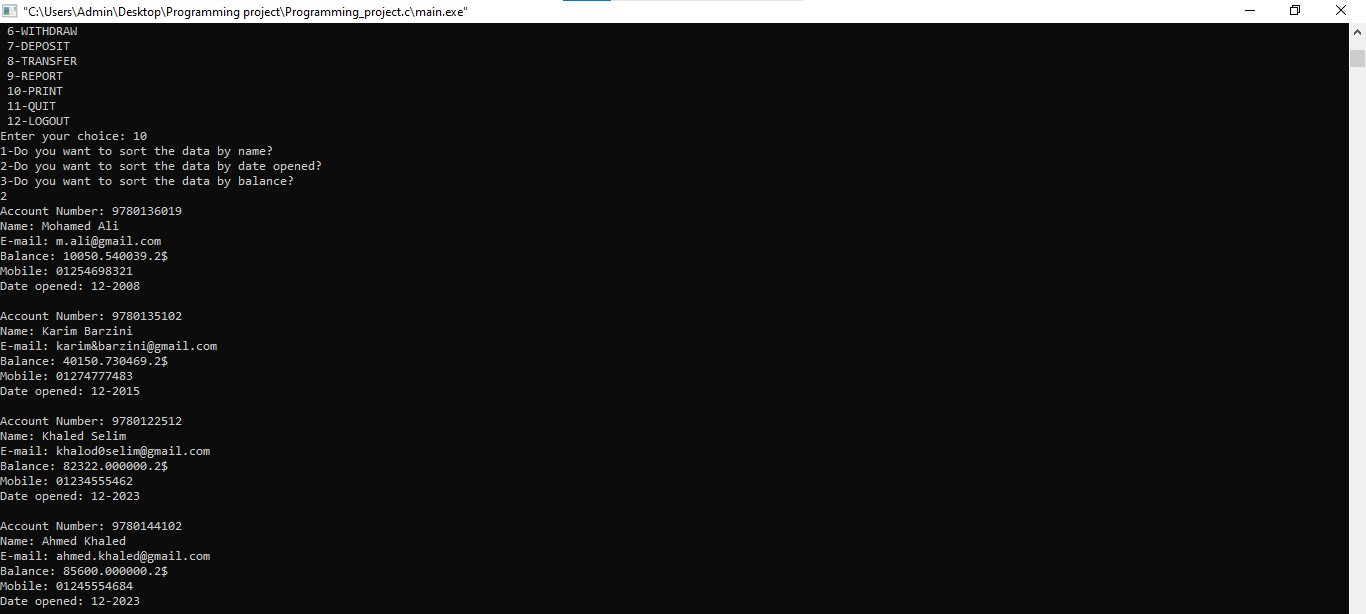 "C:\Users\Admin\Desktop\Programming project\Programming_project.c\main.exe"
6-WITHDRAW
7-DEPOSIT
8-TRANSFER
9-REPORT
10-PRINT
11-QUIT
12-LOGOUT
Enter your choice: 10
1-Do you want to sort the data by name?
2-Do you want to sort the data by date opened?
3-Do you want to sort the data by balance?
2
Account Number: 9780136019
Name: Mohamed Ali
E-mail: m.ali@gmail.com
Balance: 10050.540039.2$
Mobile: 01254698321
Date opened: 12-2008
Account Number: 9780135102
Name: Karim Barzini
E-mail: karim&barzini@gmail.com
Balance: 40150.730469.2$
Mobile: 01274777483
Date opened: 12-2015
Account Number: 9780122512
Name: Khaled Selim
E-mail: khalod0selim@gmail.com
Balance: 82322.000000.2$
Mobile: 01234555462
Date opened: 12-2023
Account Number: 9780144102
Name: Ahmed Khaled
E-mail: ahmed.khaled@gmail.com
Balance: 85600.000000.2$
Mobile: 01245554684
Date opened: 12-2023